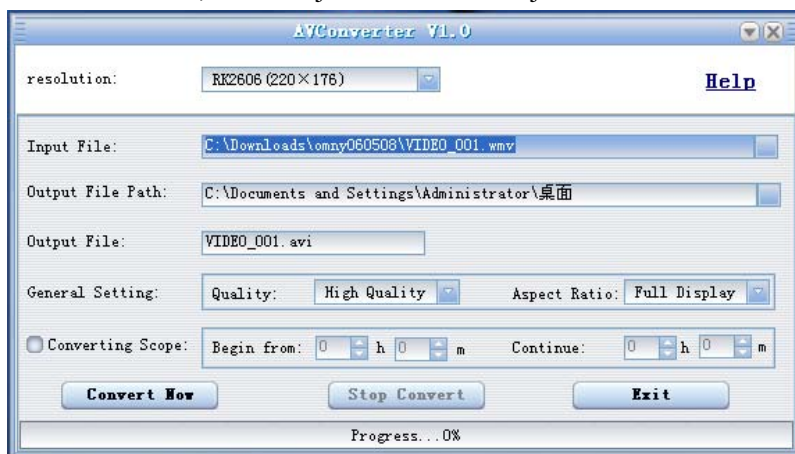 AVConverter V1.0
resolution: RK2606(220×176) Help
Input File: C:\Downloads\omny060508\VIDEO_001.wmv
Output File Path: C:\Documents and Settings\Administrator\桌面
Output File: VIDEO_001.avi
General Setting: Quality: High Quality Aspect Ratio: Full Display
Converting Scope: Begin from: 0 h 0 m Continue: 0 h 0 m
Convert Now Stop Convert Exit
Progress...0%